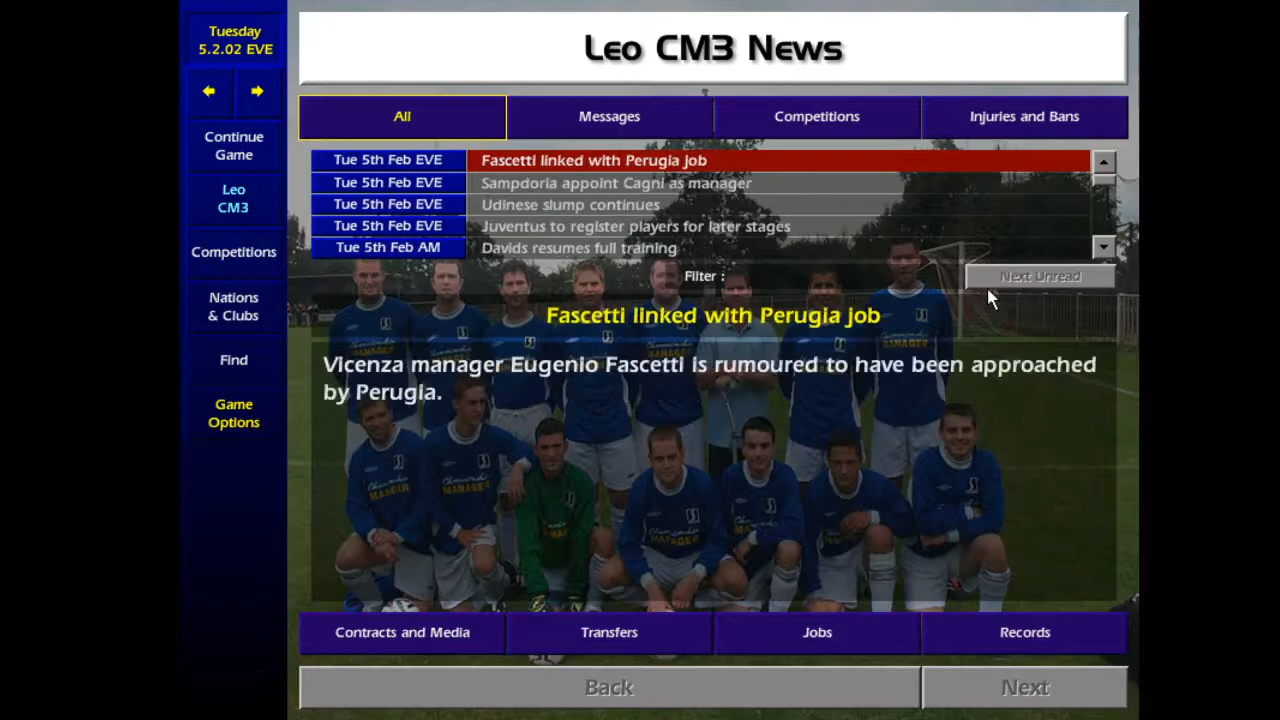 Tuesday
5.2.02 EVE
Continue
Game
Leo
CM3
Competitions
Nations
& Clubs
Find
Game
Options
Leo CM3 News
All
Messages
Competitions
Injuries and Bans
Tue 5th Feb EVE Fascetti linked with Perugia job
Tue 5th Feb EVE Sampdoria appoint Cagni as manager
Tue 5th Feb EVE Udinese slump continues
Tue 5th Feb EVE Juventus to register players for later stages
Tue 5th Feb AM Davids resumes full training
Filter :
Next Unread
Fascetti linked with Perugia job
Vicenza manager Eugenio Fascetti is rumoured to have been approached
by Perugia.
Contracts and Media
Transfers
Jobs
Records
Back
Next